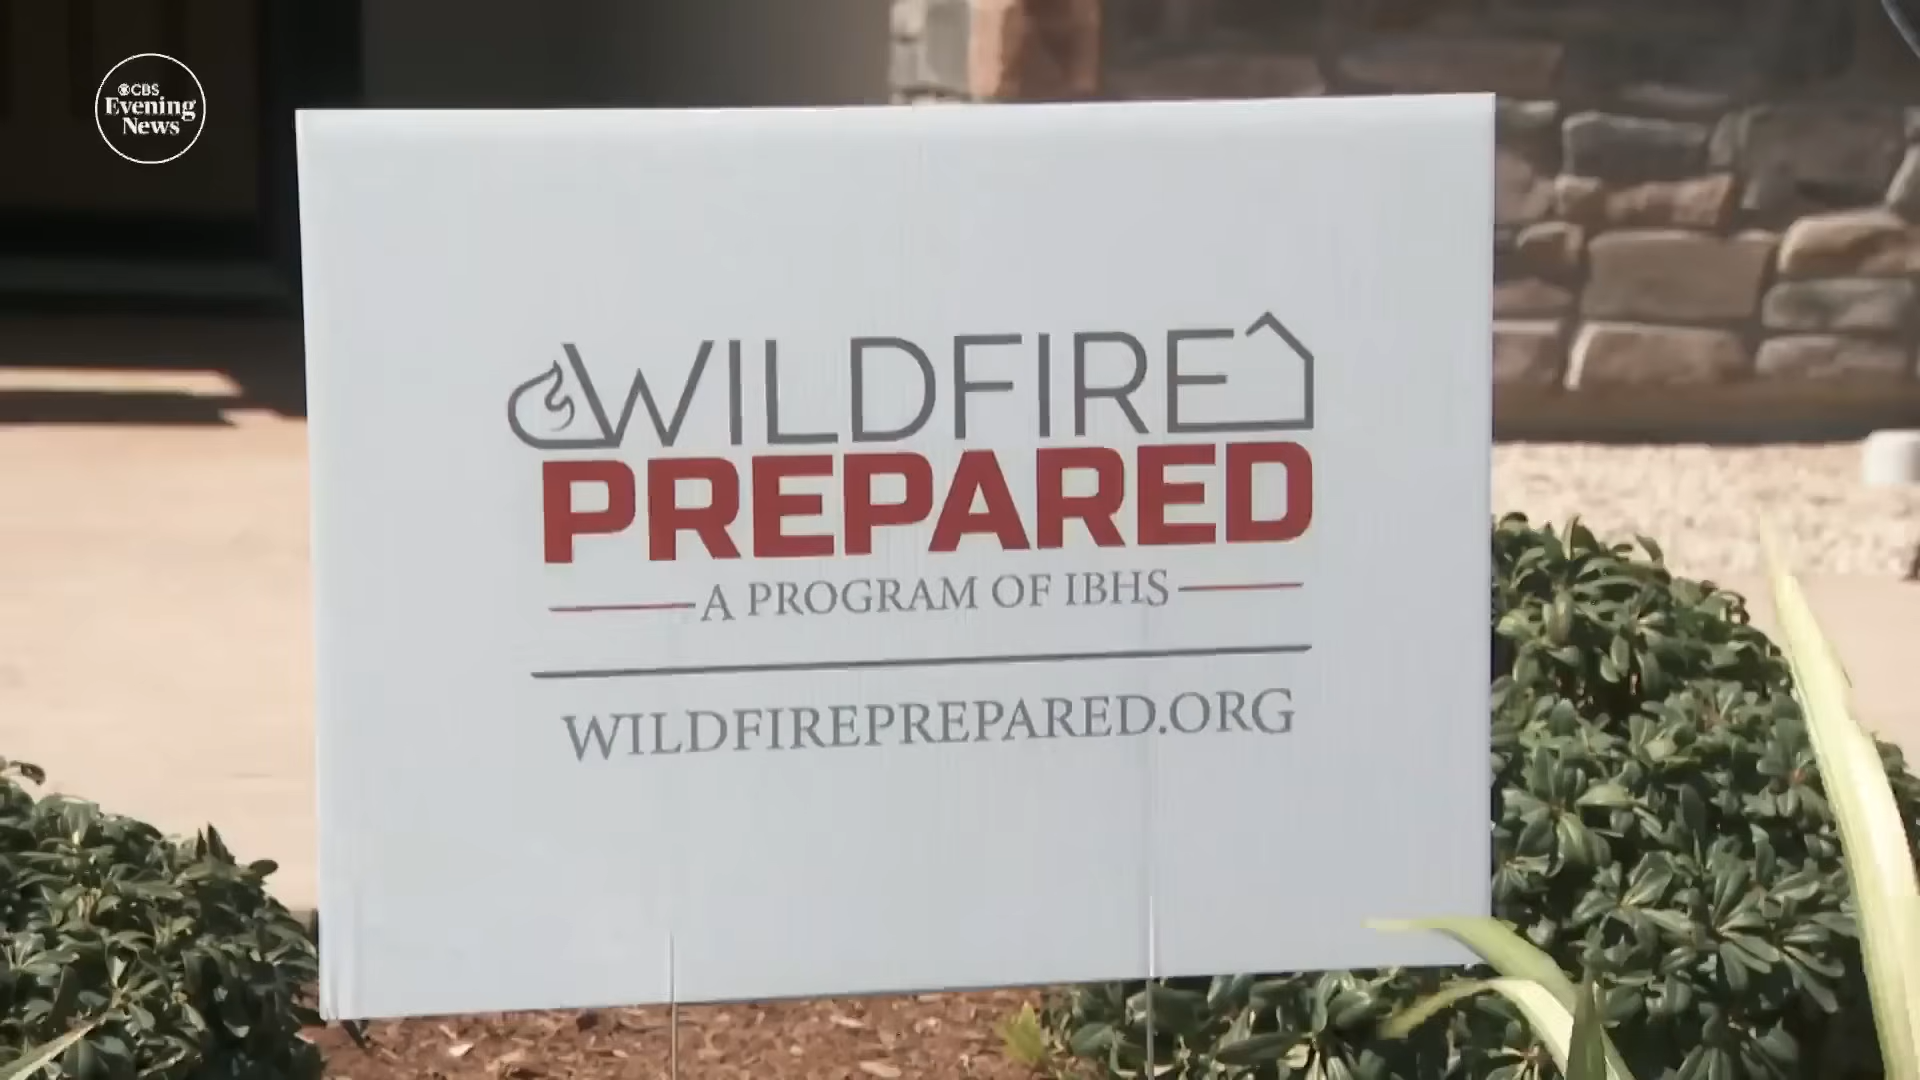 CBS
Evening
News
WILDFIRE
PREPARED
A PROGRAM OF IBHS
WILDFIREPREPARED.ORG